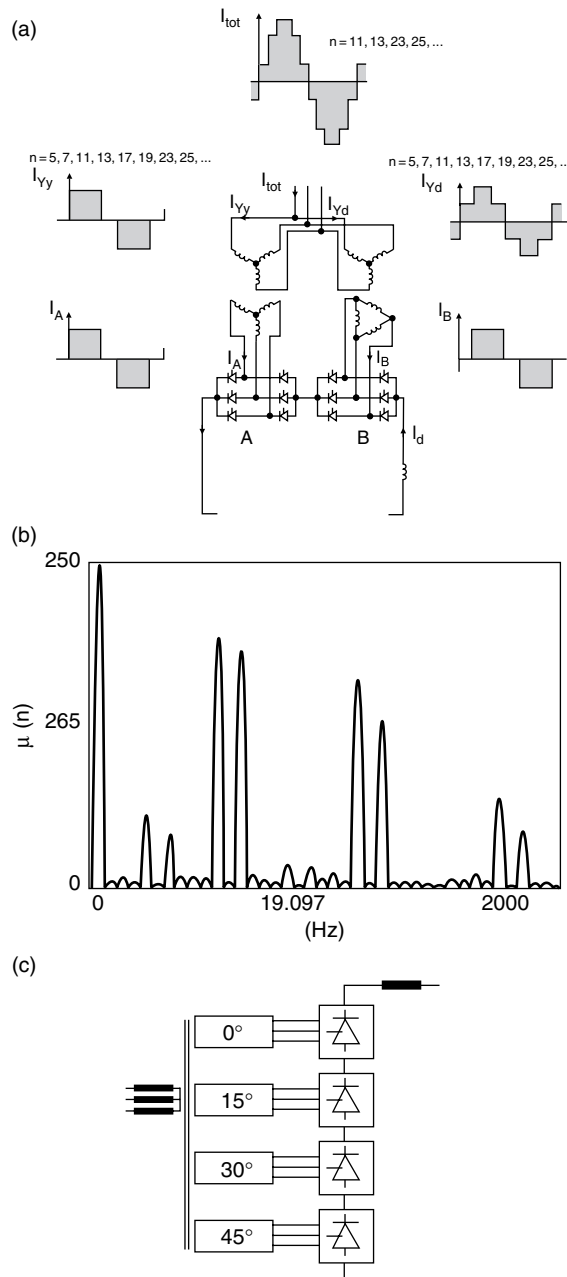 (a)
I_tot
n = 11, 13, 23, 25, ...
n = 5, 7, 11, 13, 17, 19, 23, 25, ...
I_Yy
n = 5, 7, 11, 13, 17, 19, 23, 25, ..
I_Yd
I_tot
I_Yy
I_Yd
I_A
I_B
I_A
I_B
A
B
I_d
(b)
250
265
0
μ (n)
0
19.097
2000
(Hz)
(c)
0°
15°
30°
45°